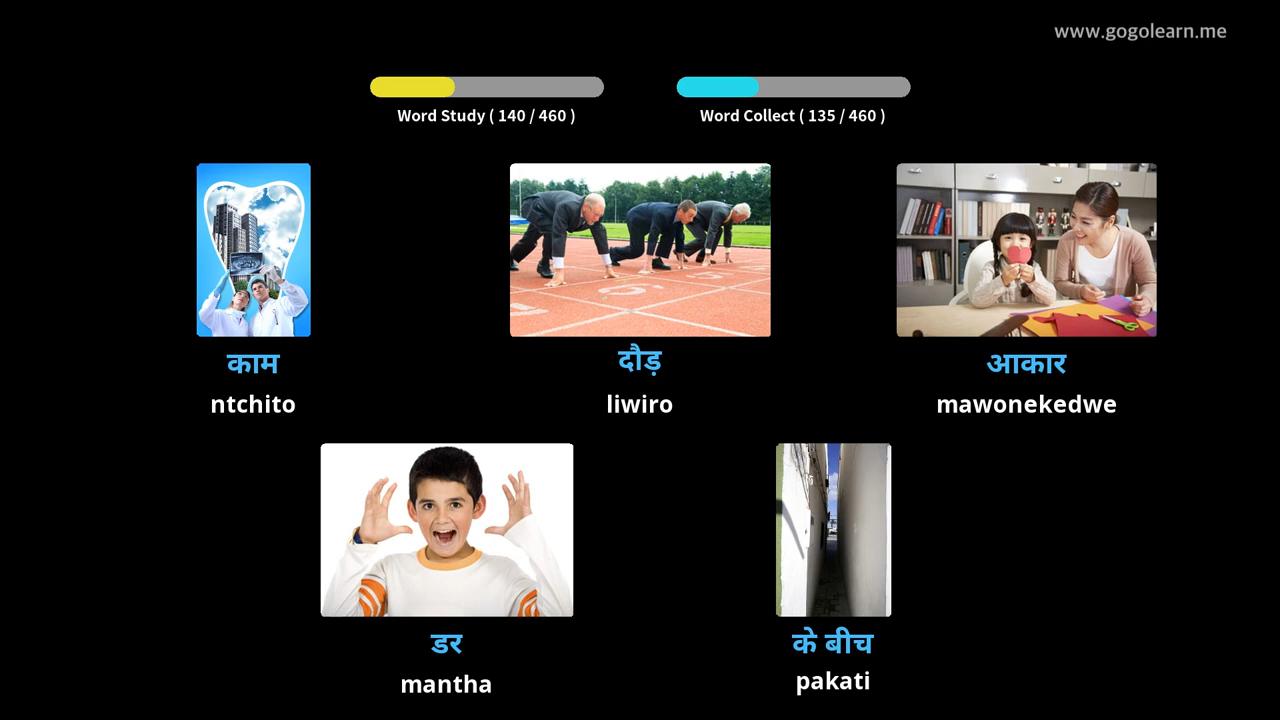 www.gogolearn.me
Word Study ( 140 / 460 )
Word Collect ( 135 / 460 )
काम
ntchito
दौड़
liwiro
आकार
mawonekedwe
डर
mantha
के बीच
pakati